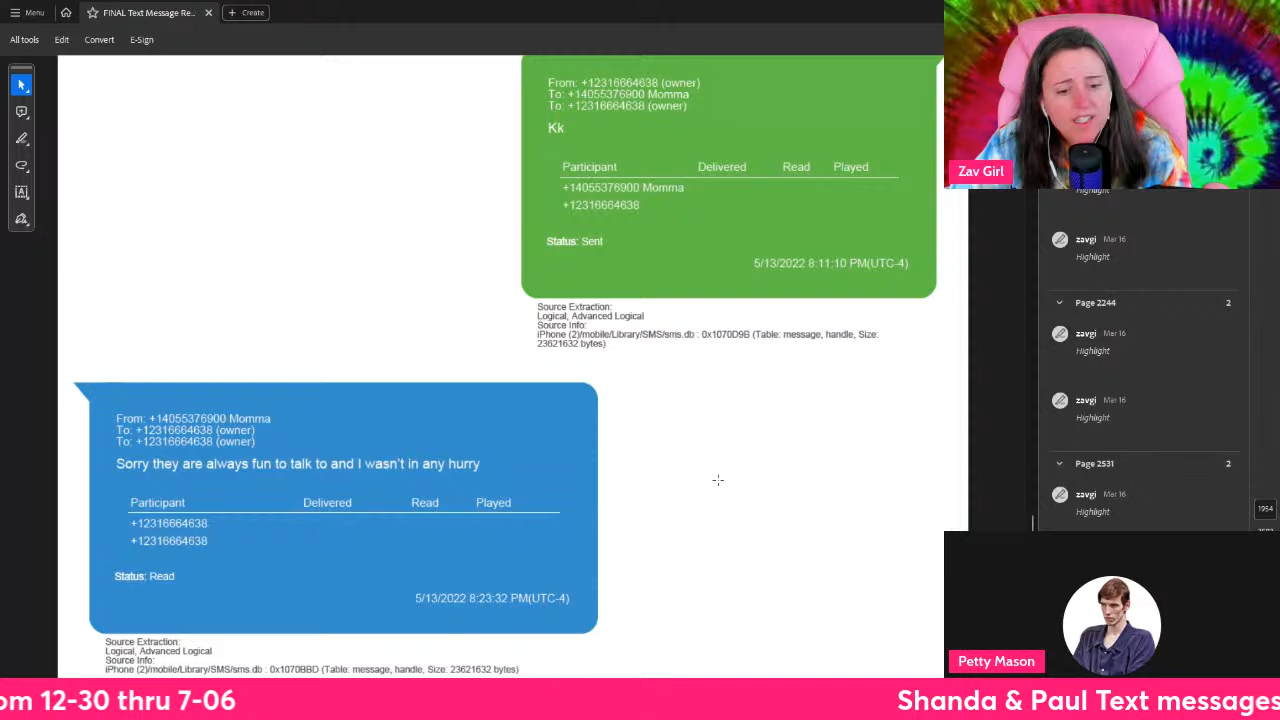 Menu
FINAL Text Message Re...
Create
All tools
Edit
Convert
E-Sign
From: +12316664638 (owner)
To: +14055376900 Momma
To: +12316664638 (owner)
Kk
Participant Delivered Read Played
+14055376900 Momma
+12316664638
Status: Sent
5/13/2022 8:11:10 PM(UTC-4)
Source Extraction:
Logical, Advanced Logical
Source Info:
iPhone (2)/mobile/Library/SMS/sms.db : 0x1070D9B (Table: message, handle, Size:
23621632 bytes)
From: +14055376900 Momma
To: +12316664638 (owner)
To: +12316664638 (owner)
Sorry they are always fun to talk to and I wasn't in any hurry
Participant Delivered Read Played
+12316664638
+12316664638
Status: Read
5/13/2022 8:23:32 PM(UTC-4)
Source Extraction:
Logical, Advanced Logical
Source Info:
iPhone (2)/mobile/Library/SMS/sms.db : 0x1070BBD (Table: message, handle, Size: 23621632 bytes)
Zav Girl
Highlight
zavgi Mar 16
Highlight
Page 2244 2
zavgi Mar 16
Highlight
zavgi Mar 16
Highlight
Page 2531 2
zavgi Mar 16
Highlight
1954
Petty Mason
om 12-30 thru 7-06
Shanda & Paul Text messages